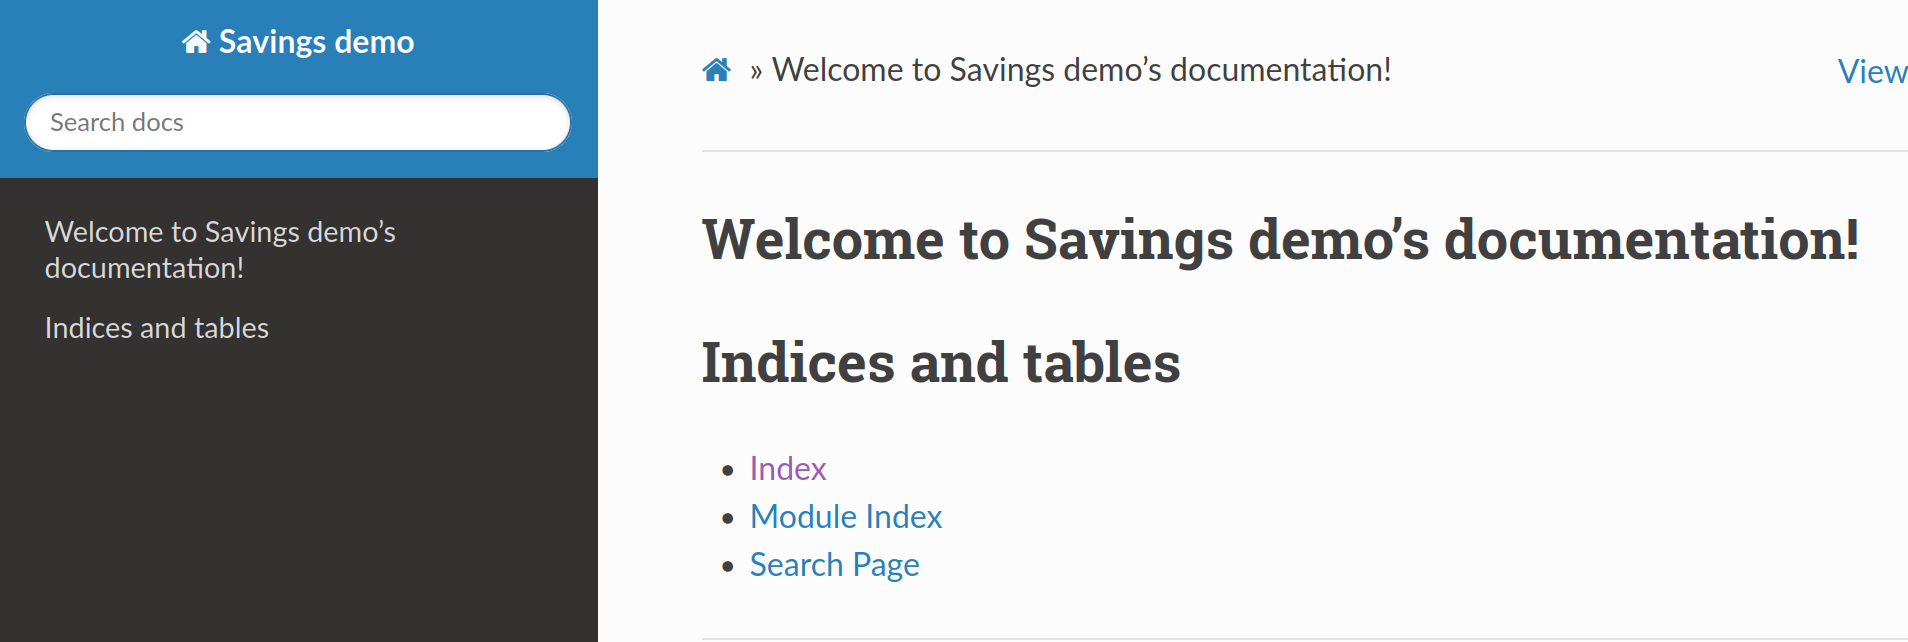 Savings demo
Search docs
Welcome to Savings demo’s
documentation!
Indices and tables
» Welcome to Savings demo’s documentation!
View
Welcome to Savings demo’s documentation!
Indices and tables
• Index
• Module Index
• Search Page